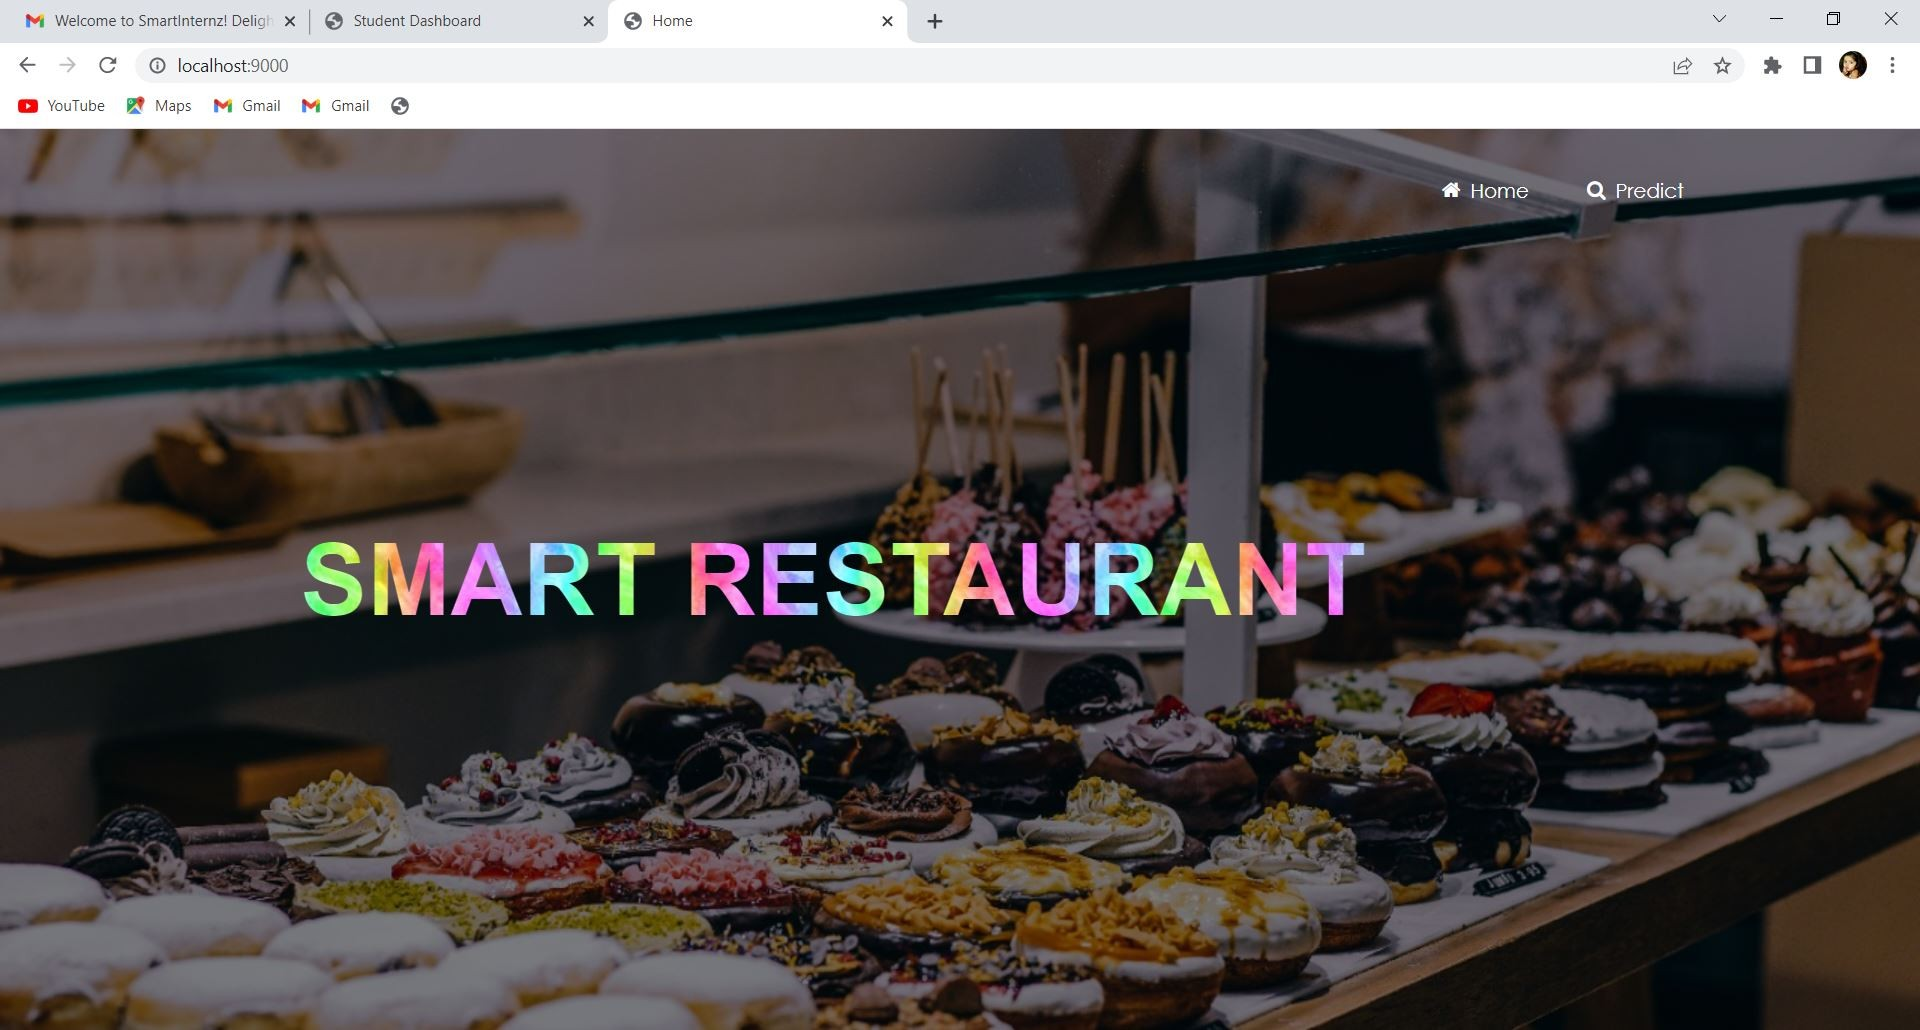 Welcome to SmartInternz! Deligh
Student Dashboard
Home
localhost:9000
YouTube
Maps
Gmail
Gmail
Home
Predict
SMART RESTAURANT